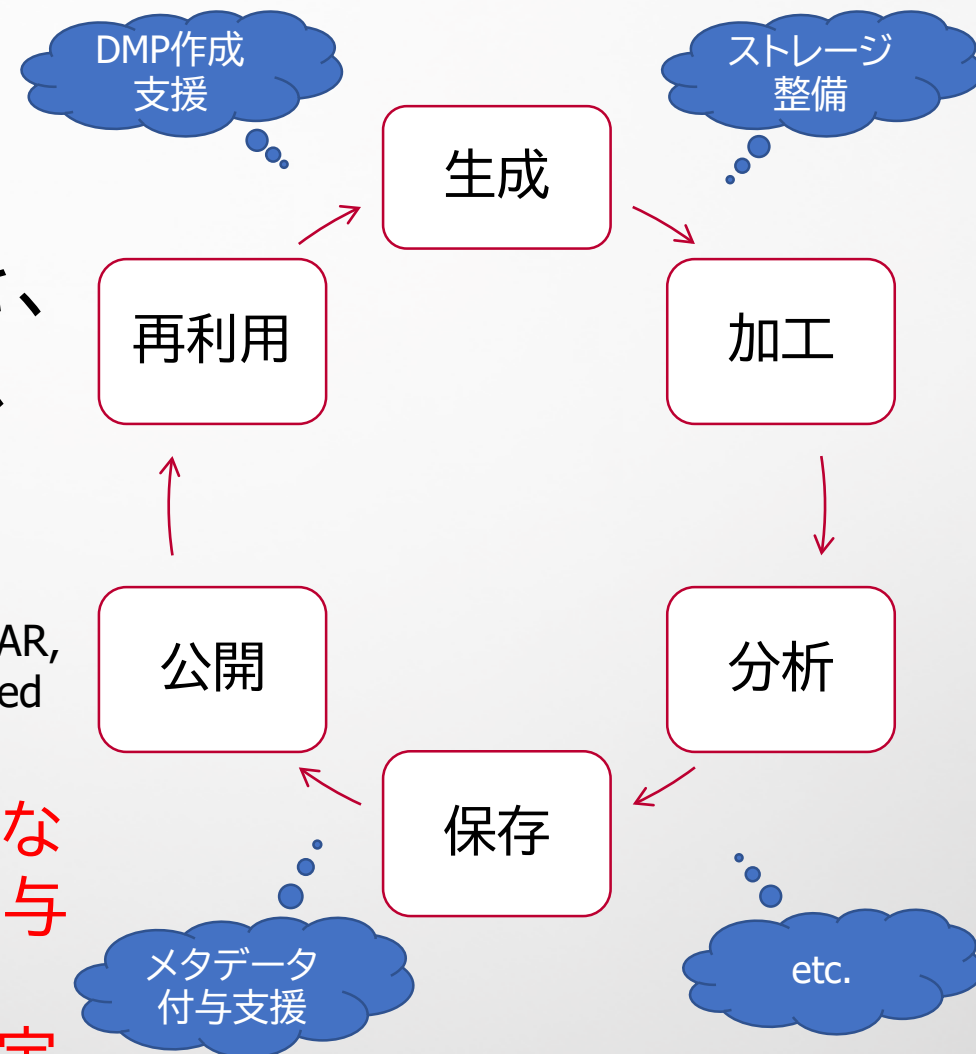 DMP作成
支援
ストレージ
整備
生成
、
再利用
加工
AR,
ed
公開
分析
な
与
保存
メタデータ
付与支援
etc.